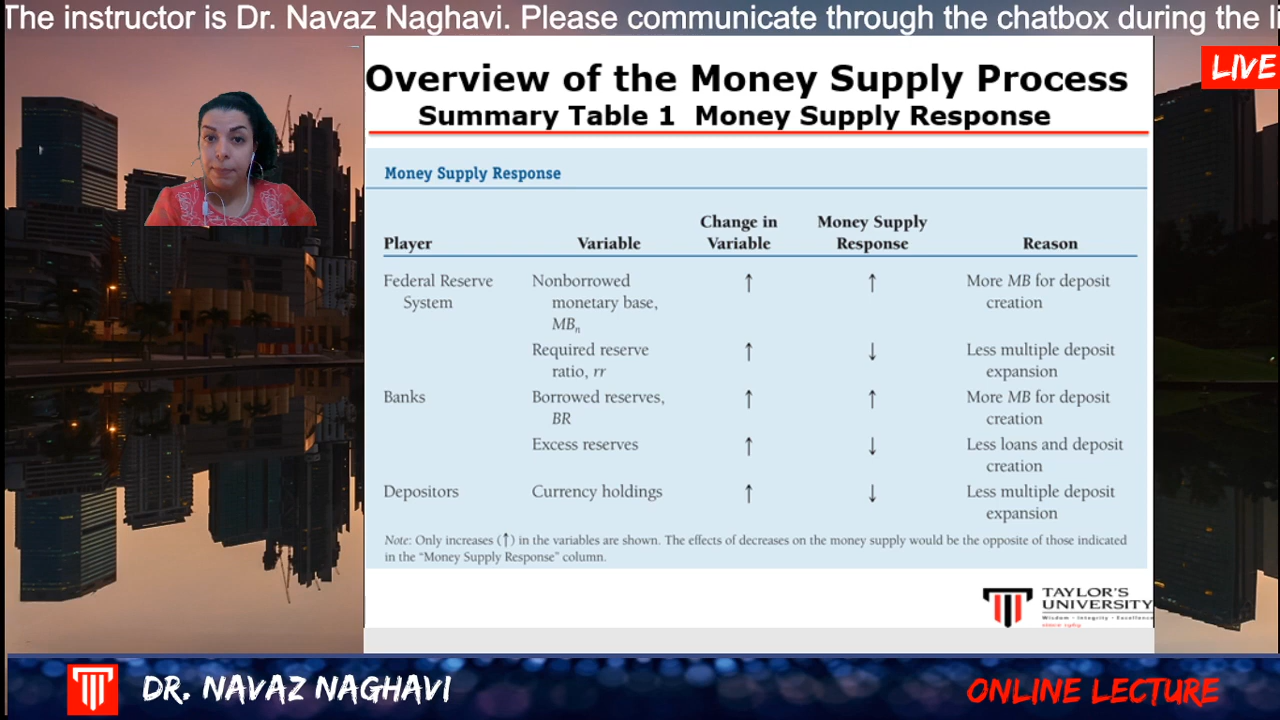 The instructor is Dr. Navaz Naghavi. Please communicate through the chatbox during the
LIVE
Overview of the Money Supply Process
Summary Table 1 Money Supply Response
Money Supply Response
Player Variable Change in Variable Money Supply Response Reason
Federal Reserve System Nonborrowed monetary base, MBn ↑ ↑ More MB for deposit creation
Required reserve ratio, rr ↑ ↓ Less multiple deposit expansion
Banks Borrowed reserves, BR ↑ ↑ More MB for deposit creation
Excess reserves ↑ ↓ Less loans and deposit creation
Depositors Currency holdings ↑ ↓ Less multiple deposit expansion
Note: Only increases (↑) in the variables are shown. The effects of decreases on the money supply would be the opposite of those indicated
in the “Money Supply Response” column.
TAYLOR'S
UNIVERSITY
Wisdom · Integrity · Excellence
since 1969
DR. NAVAZ NAGHAVI
ONLINE LECTURE